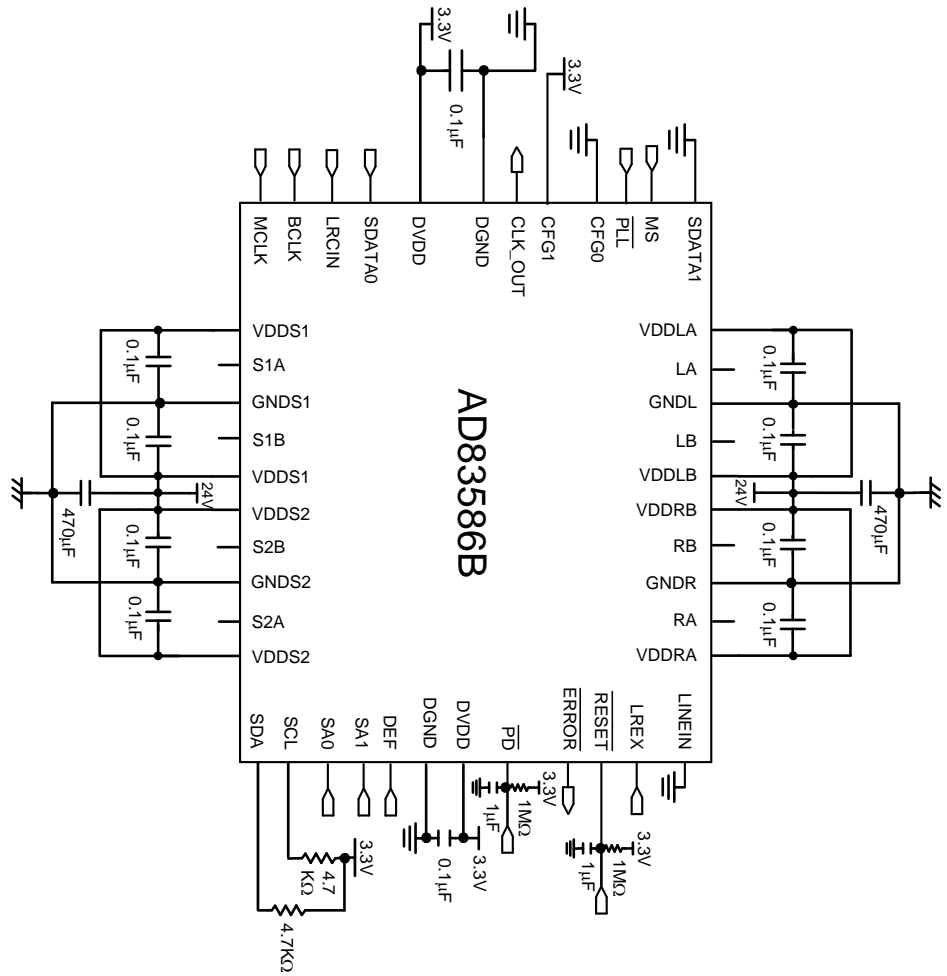 3.3V
0.1μF
3.3V
MCLK
BCLK
LRCIN
SDATA0
DVDD
DGND
CLK_OUT
CFG1
CFG0
PLL
MS
SDATA1
VDDS1
S1A
GNDS1
S1B
VDDS1
VDDS2
S2B
GNDS2
S2A
VDDS2
0.1μF
0.1μF
24V
470μF
0.1μF
0.1μF
AD83586B
VDDLA
LA
GNDL
LB
VDDLB
VDDRB
RB
GNDR
RA
VDDRA
0.1μF
0.1μF
24V
470μF
0.1μF
0.1μF
SDA
SCL
SA0
SA1
DEF
DGND
DVDD
PD
ERROR
RESET
LREX
LINEIN
3.3V
1MΩ
1μF
3.3V
0.1μF
3.3V
1MΩ
1μF
3.3V
4.7
KΩ
4.7KΩ